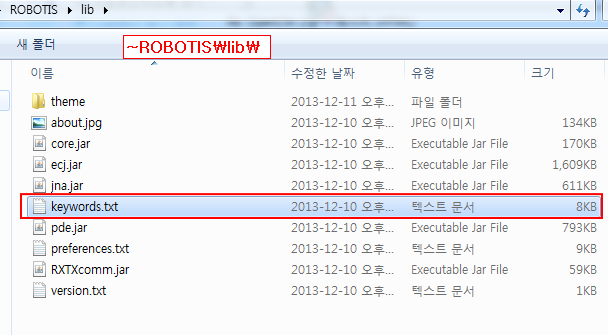 ROBOTIS ▸ lib ▸
새 폴더
~ROBOTIS₩lib₩
이름 수정한 날짜 유형 크기
theme 2013-12-11 오후... 파일 폴더
about.jpg 2013-12-10 오후... JPEG 이미지 134KB
core.jar 2013-12-10 오후... Executable Jar File 170KB
ecj.jar 2013-12-10 오후... Executable Jar File 1,609KB
jna.jar 2013-12-10 오후... Executable Jar File 611KB
keywords.txt 2013-12-10 오후... 텍스트 문서 8KB
pde.jar 2013-12-10 오후... Executable Jar File 793KB
preferences.txt 2013-12-10 오후... 텍스트 문서 9KB
RXTXcomm.jar 2013-12-10 오후... Executable Jar File 59KB
version.txt 2013-12-10 오후... 텍스트 문서 1KB